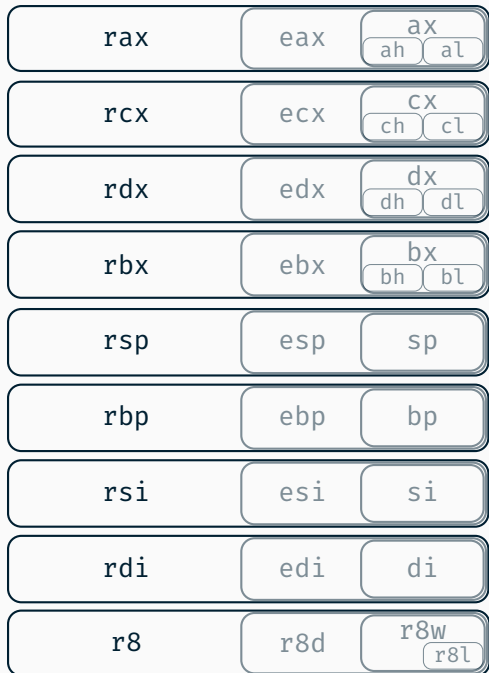 rax eax ax
ah al
rcx ecx cx
ch cl
rdx edx dx
dh dl
rbx ebx bx
bh bl
rsp esp sp
rbp ebp bp
rsi esi si
rdi edi di
r8 r8d r8w
r8l